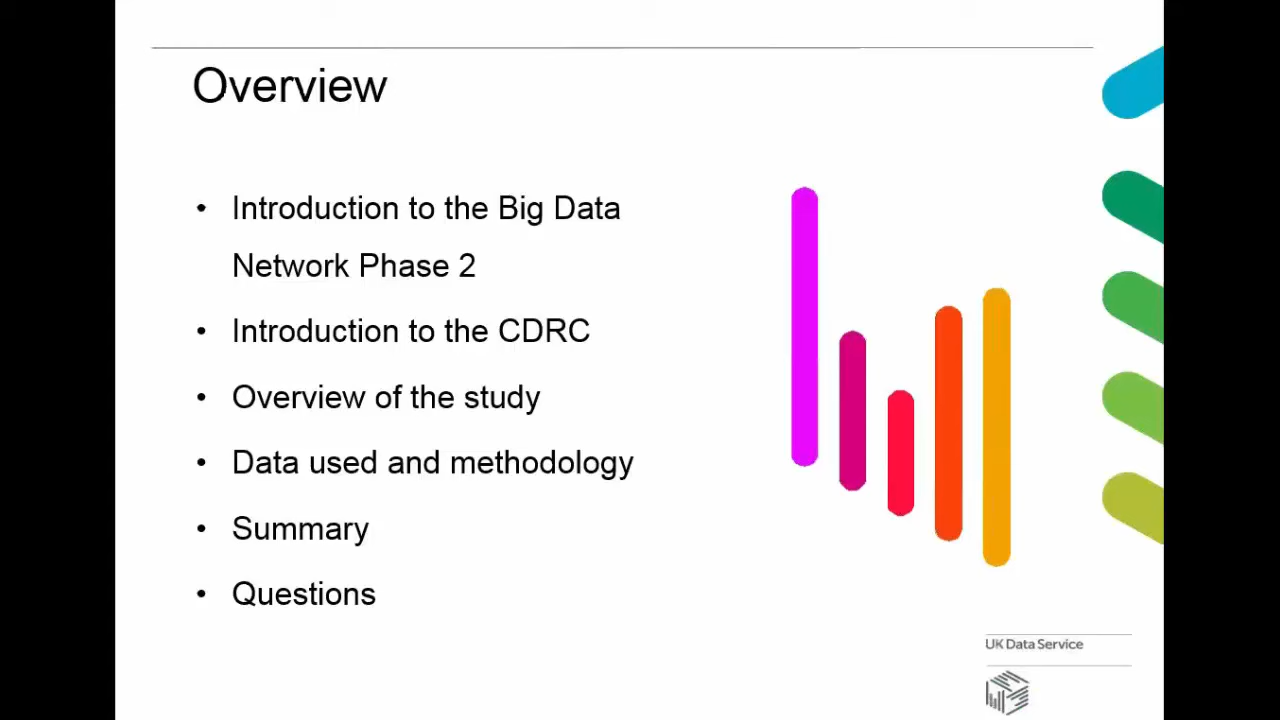 Overview
• Introduction to the Big Data
Network Phase 2
• Introduction to the CDRC
• Overview of the study
• Data used and methodology
• Summary
• Questions
UK Data Service